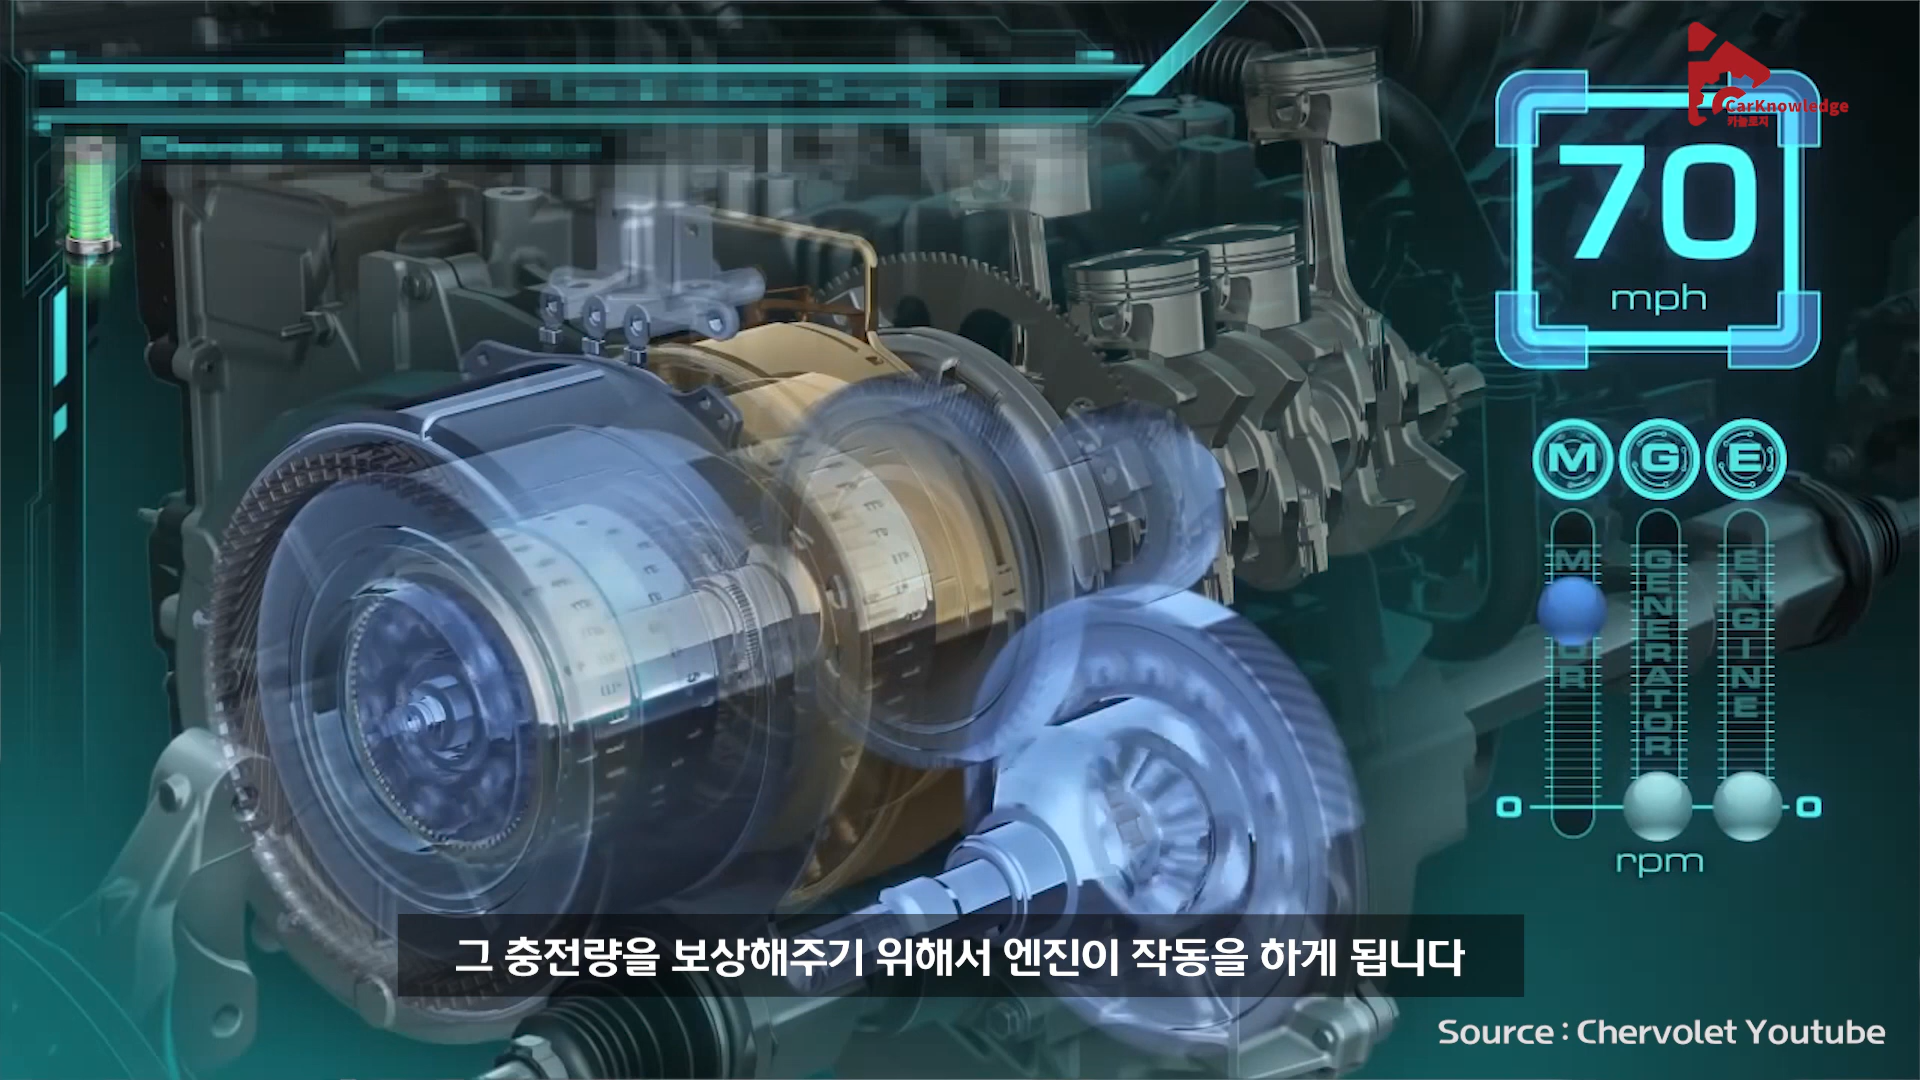 CarKnowledge
카놀로지
70
mph
M G E
MOTOR
GENERATOR
ENGINE
0 0
rpm
그 충전량을 보상해주기 위해서 엔진이 작동을 하게 됩니다
Source : Chervolet Youtube